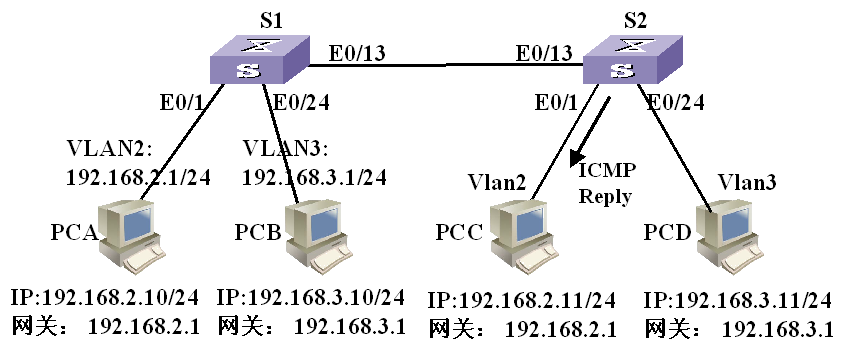 S1
S2
E0/13
E0/13
E0/1
E0/24
E0/1
E0/24
VLAN2:
192.168.2.1/24
VLAN3:
192.168.3.1/24
Vlan2
ICMP
Reply
Vlan3
PCA
PCB
PCC
PCD
IP:192.168.2.10/24
网关： 192.168.2.1
IP:192.168.3.10/24
网关： 192.168.3.1
IP:192.168.2.11/24
网关： 192.168.2.1
IP:192.168.3.11/24
网关： 192.168.3.1